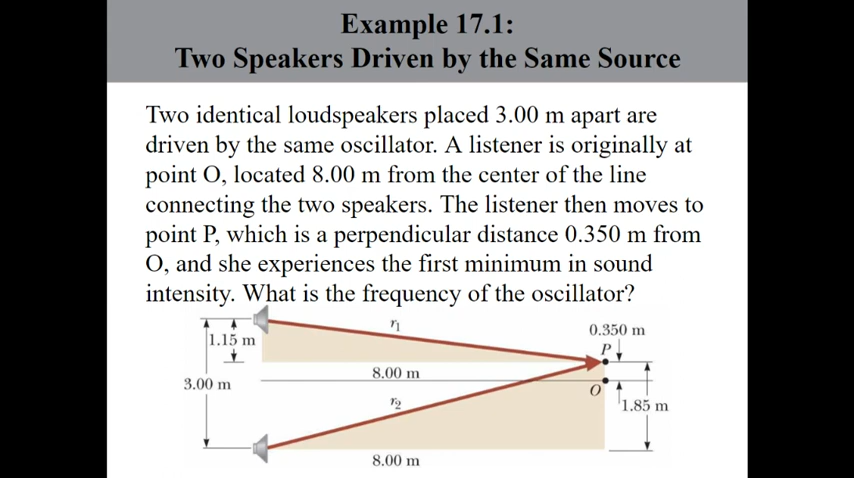 Example 17.1:
Two Speakers Driven by the Same Source
Two identical loudspeakers placed 3.00 m apart are
driven by the same oscillator. A listener is originally at
point O, located 8.00 m from the center of the line
connecting the two speakers. The listener then moves to
point P, which is a perpendicular distance 0.350 m from
O, and she experiences the first minimum in sound
intensity. What is the frequency of the oscillator?
r1
0.350 m
1.15 m
P
8.00 m
3.00 m
O
r2
1.85 m
8.00 m